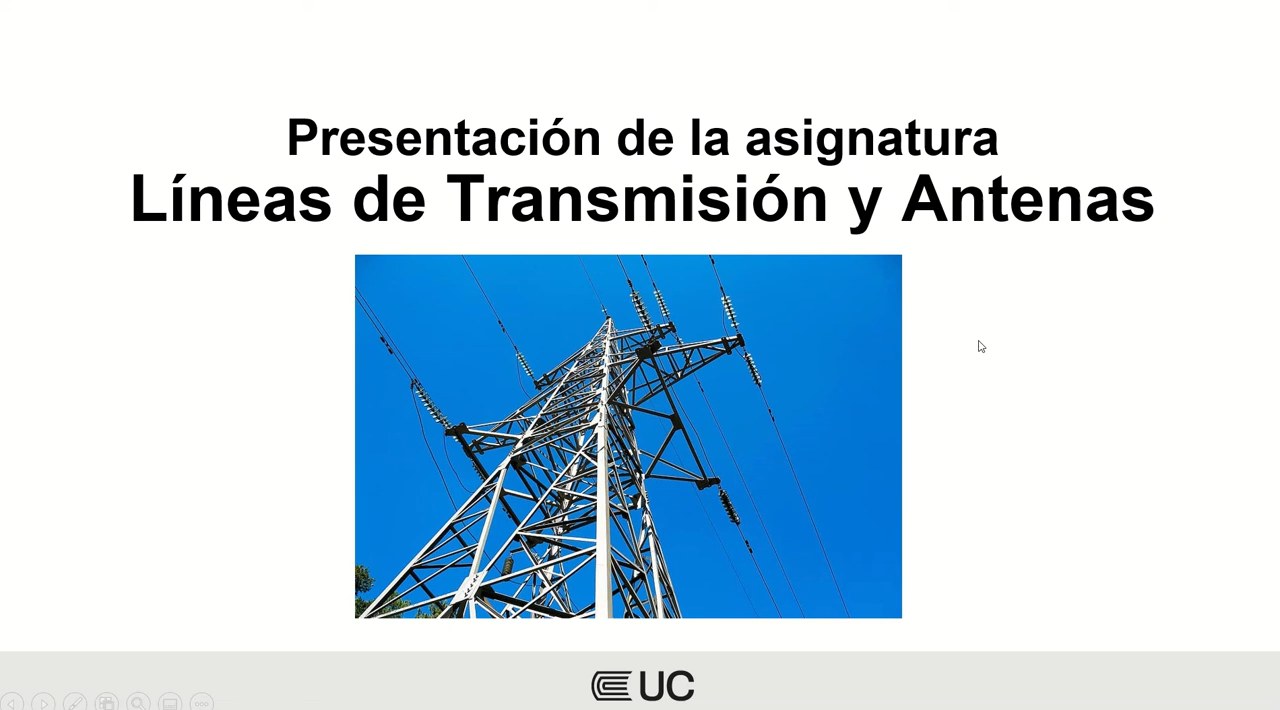 Presentación de la asignatura
Líneas de Transmisión y Antenas
UC